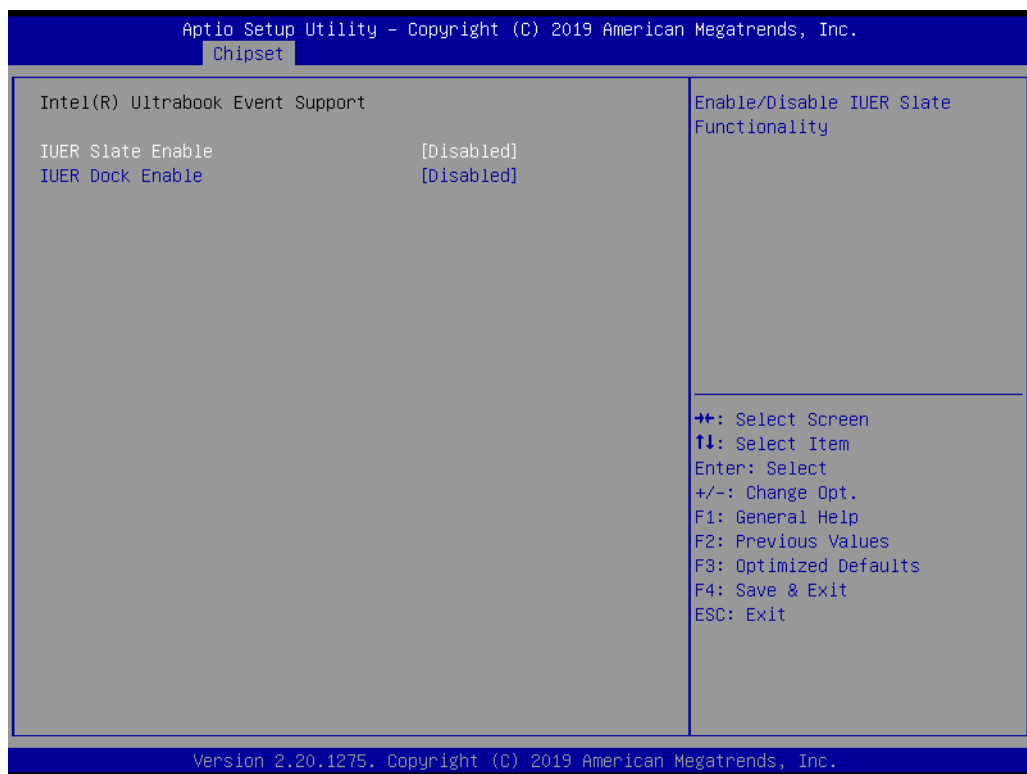 Aptio Setup Utility – Copyright (C) 2019 American Megatrends, Inc.
Chipset
Intel(R) Ultrabook Event Support
IUER Slate Enable [Disabled]
IUER Dock Enable [Disabled]
Enable/Disable IUER Slate
Functionality
→←: Select Screen
↑↓: Select Item
Enter: Select
+/-: Change Opt.
F1: General Help
F2: Previous Values
F3: Optimized Defaults
F4: Save & Exit
ESC: Exit
Version 2.20.1275. Copyright (C) 2019 American Megatrends, Inc.